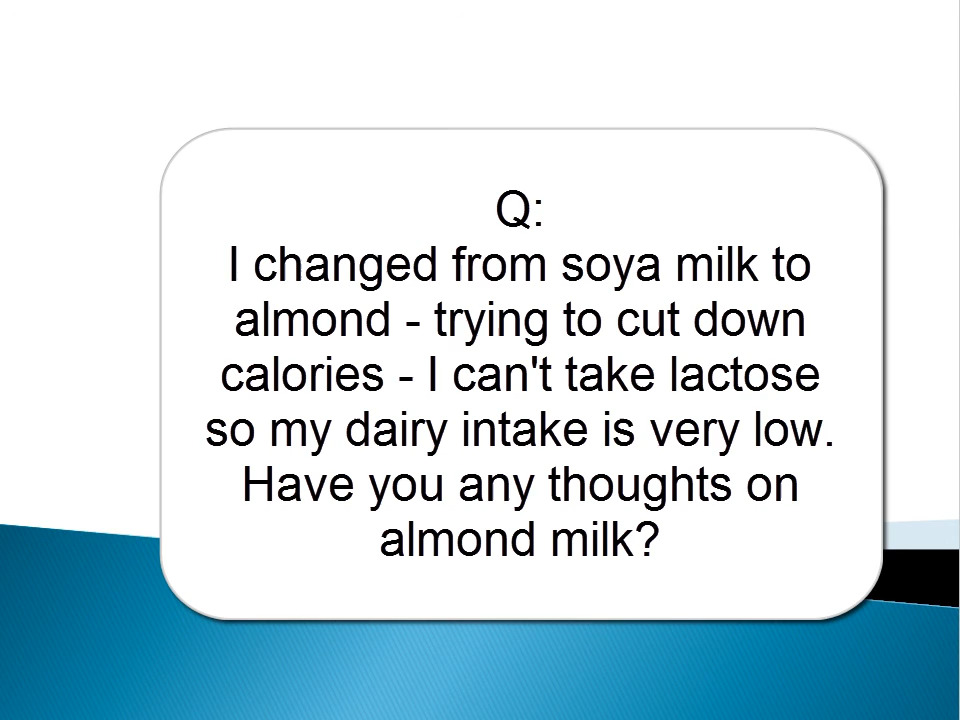 Q:
I changed from soya milk to
almond - trying to cut down
calories - I can't take lactose
so my dairy intake is very low.
Have you any thoughts on
almond milk?